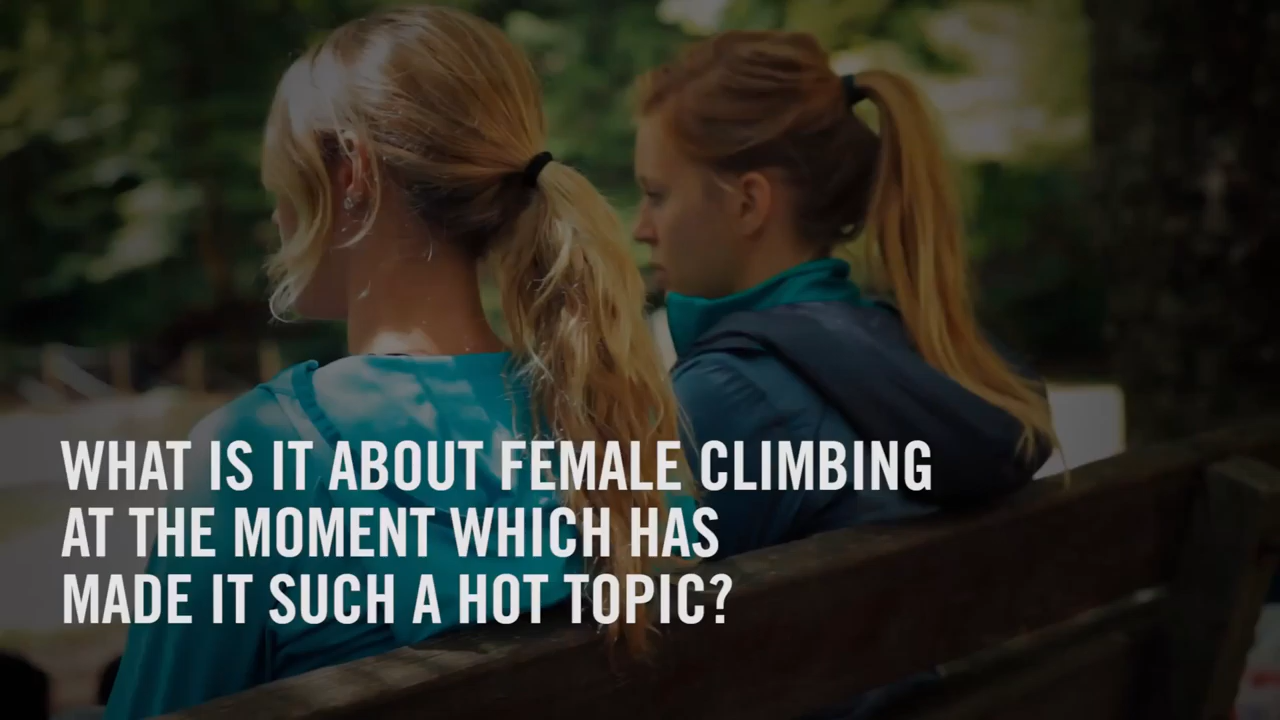 WHAT IS IT ABOUT FEMALE CLIMBING
AT THE MOMENT WHICH HAS
MADE IT SUCH A HOT TOPIC?